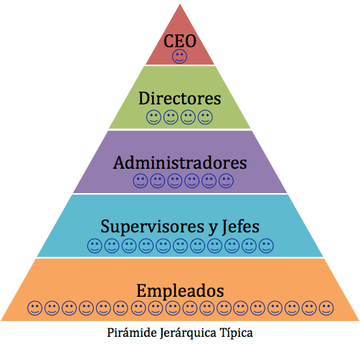 CEO
Directores
Administradores
Supervisores y Jefes
Empleados
Pirámide Jerárquica Típica